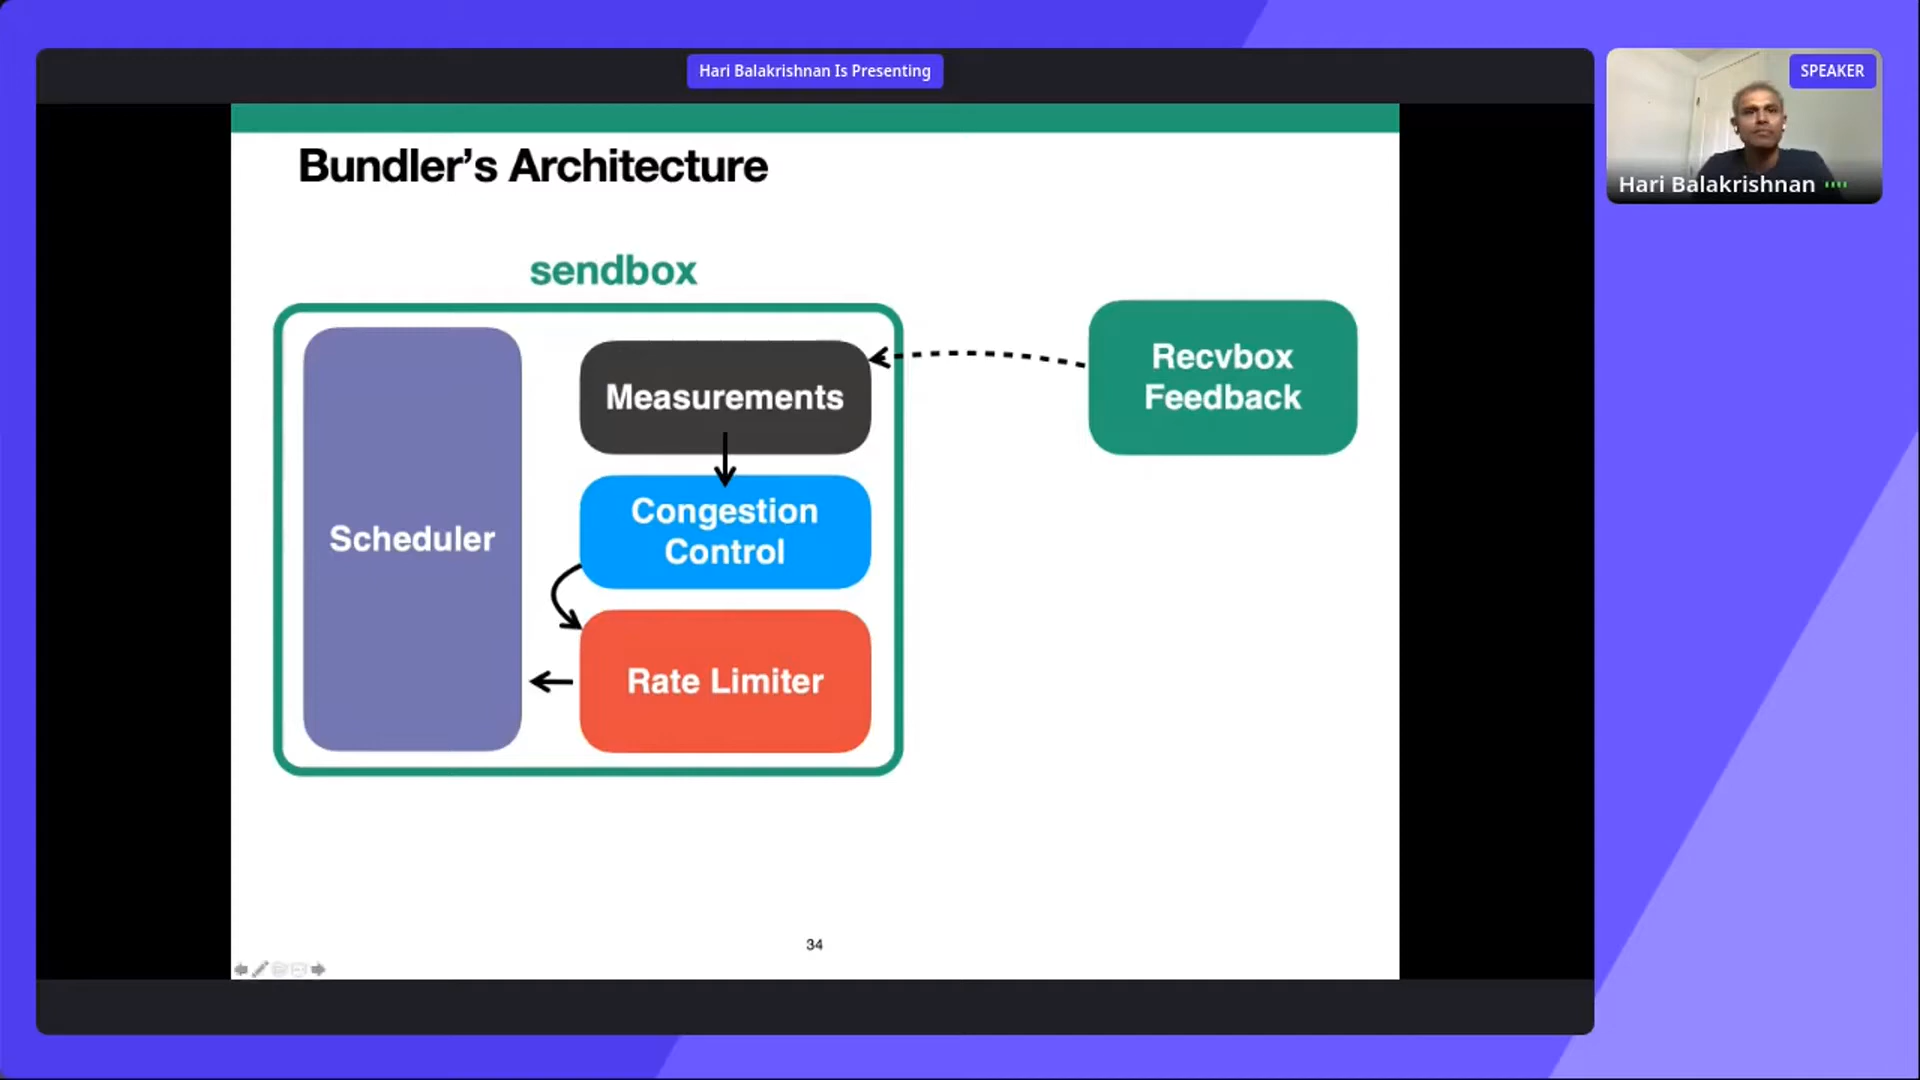 Hari Balakrishnan Is Presenting
SPEAKER
Hari Balakrishnan
Bundler's Architecture
sendbox
Scheduler
Measurements
Congestion
Control
Rate Limiter
Recvbox
Feedback
34